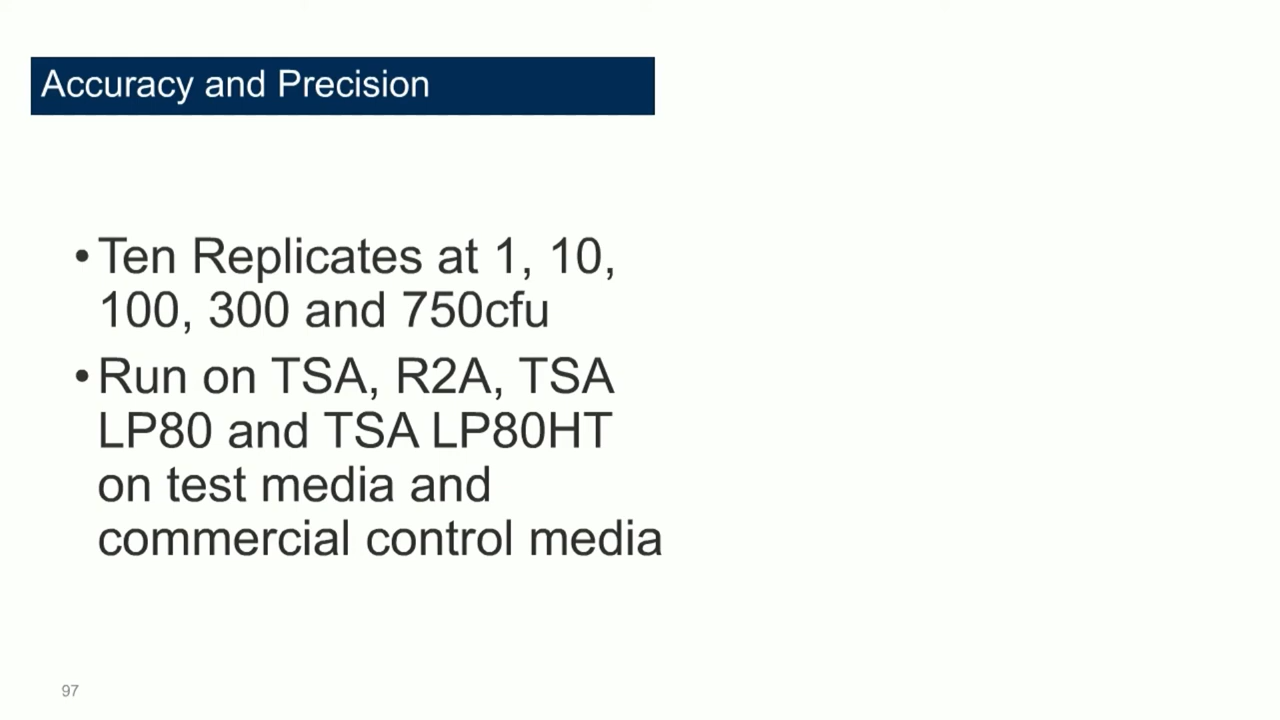 Accuracy and Precision
•Ten Replicates at 1, 10,
100, 300 and 750cfu
•Run on TSA, R2A, TSA
LP80 and TSA LP80HT
on test media and
commercial control media
97